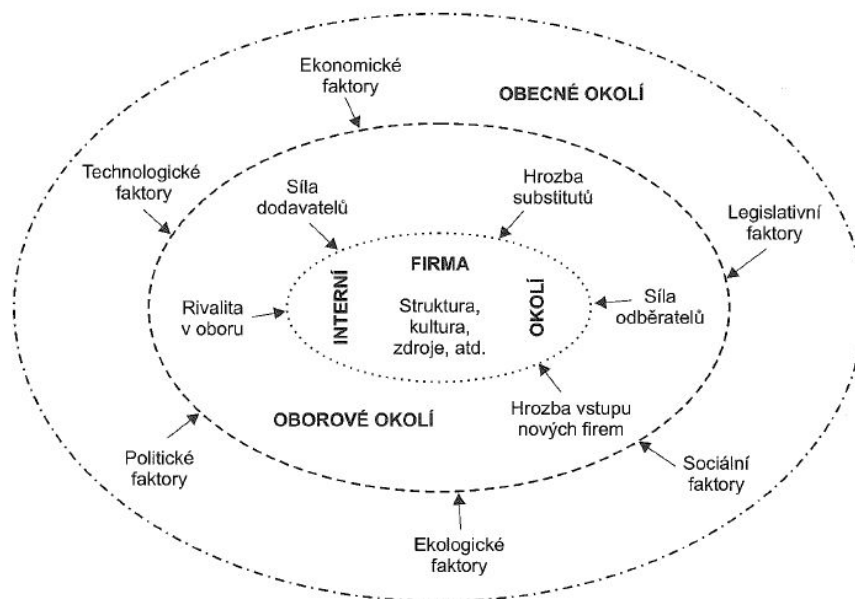 Ekonomické
faktory
OBECNÉ OKOLÍ
Technologické
faktory
Síla
dodavatelů
Hrozba
substitutů
Legislativní
faktory
FIRMA
INTERNÍ
OKOLÍ
Struktura,
kultura,
zdroje, atd.
Rivalita
v oboru
Síla
odběratelů
OBOROVÉ OKOLÍ
Hrozba vstupu
nových firem
Politické
faktory
Sociální
faktory
Ekologické
faktory